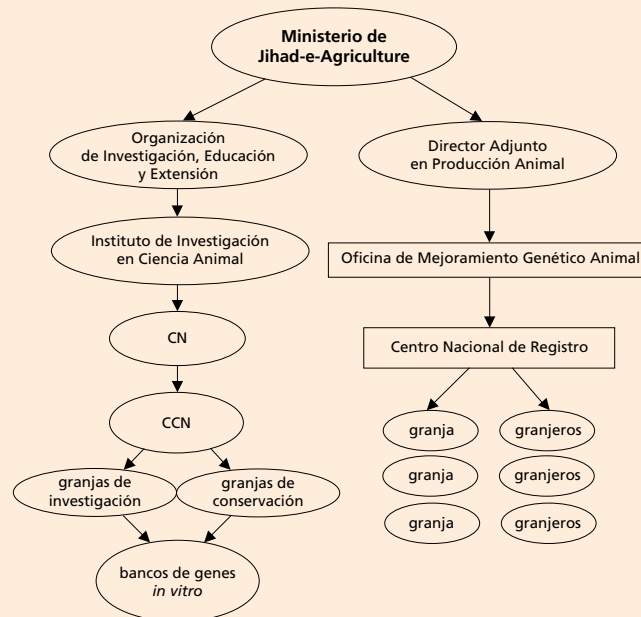 Ministerio de
Jihad-e-Agriculture
Organización
de Investigación, Educación
y Extensión
Director Adjunto
en Producción Animal
Instituto de Investigación
en Ciencia Animal
Oficina de Mejoramiento Genético Animal
CN
Centro Nacional de Registro
CCN
granja
granjeros
granjas de
investigación
granjas de
conservación
granja
granjeros
granja
granjeros
bancos de genes
in vitro